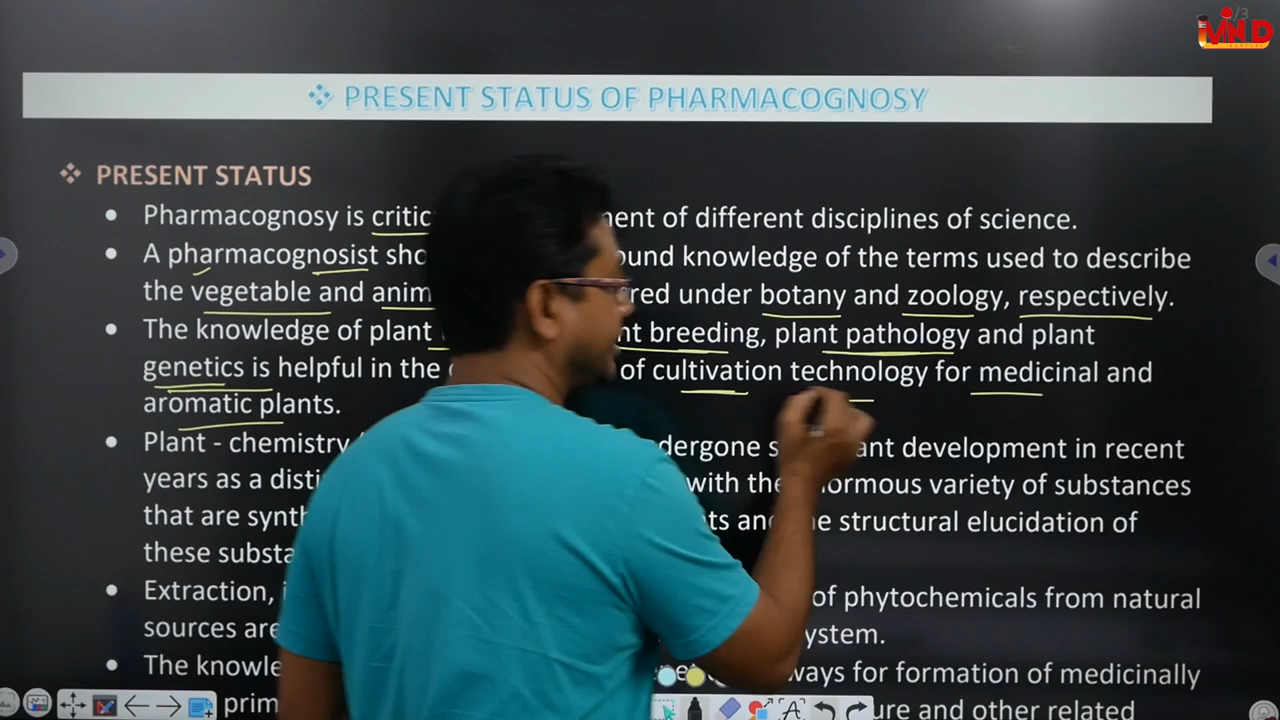 /3
IMND
❖ PRESENT STATUS OF PHARMACOGNOSY
❖ PRESENT STATUS
• Pharmacognosy is critic ment of different disciplines of science.
• A pharmacognosist sho ound knowledge of the terms used to describe
the vegetable and anim red under botany and zoology, respectively.
• The knowledge of plant nt breeding, plant pathology and plant
genetics is helpful in the of cultivation technology for medicinal and
aromatic plants.
• Plant - chemistry dergone s ant development in recent
years as a disti with the ormous variety of substances
that are synth ts and e structural elucidation of
these substa
• Extraction, of phytochemicals from natural
sources are ystem.
• The knowle ways for formation of medicinally
prim ure and other related